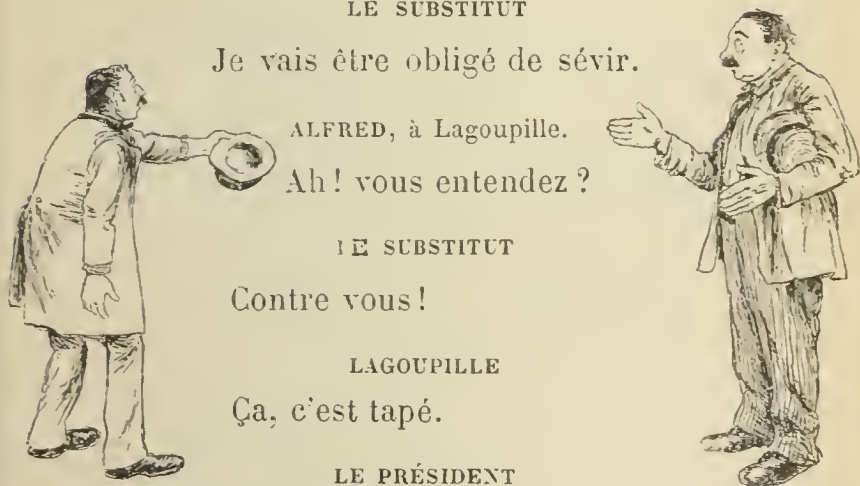 LE SUBSTITUT
Je vais être obligé de sévir.
ALFRED, à Lagoupille.
Ah! vous entendez?
LE SUBSTITUT
Contre vous!
LAGOUPILLE
Ça, c'est tapé.
LE PRÉSIDENT